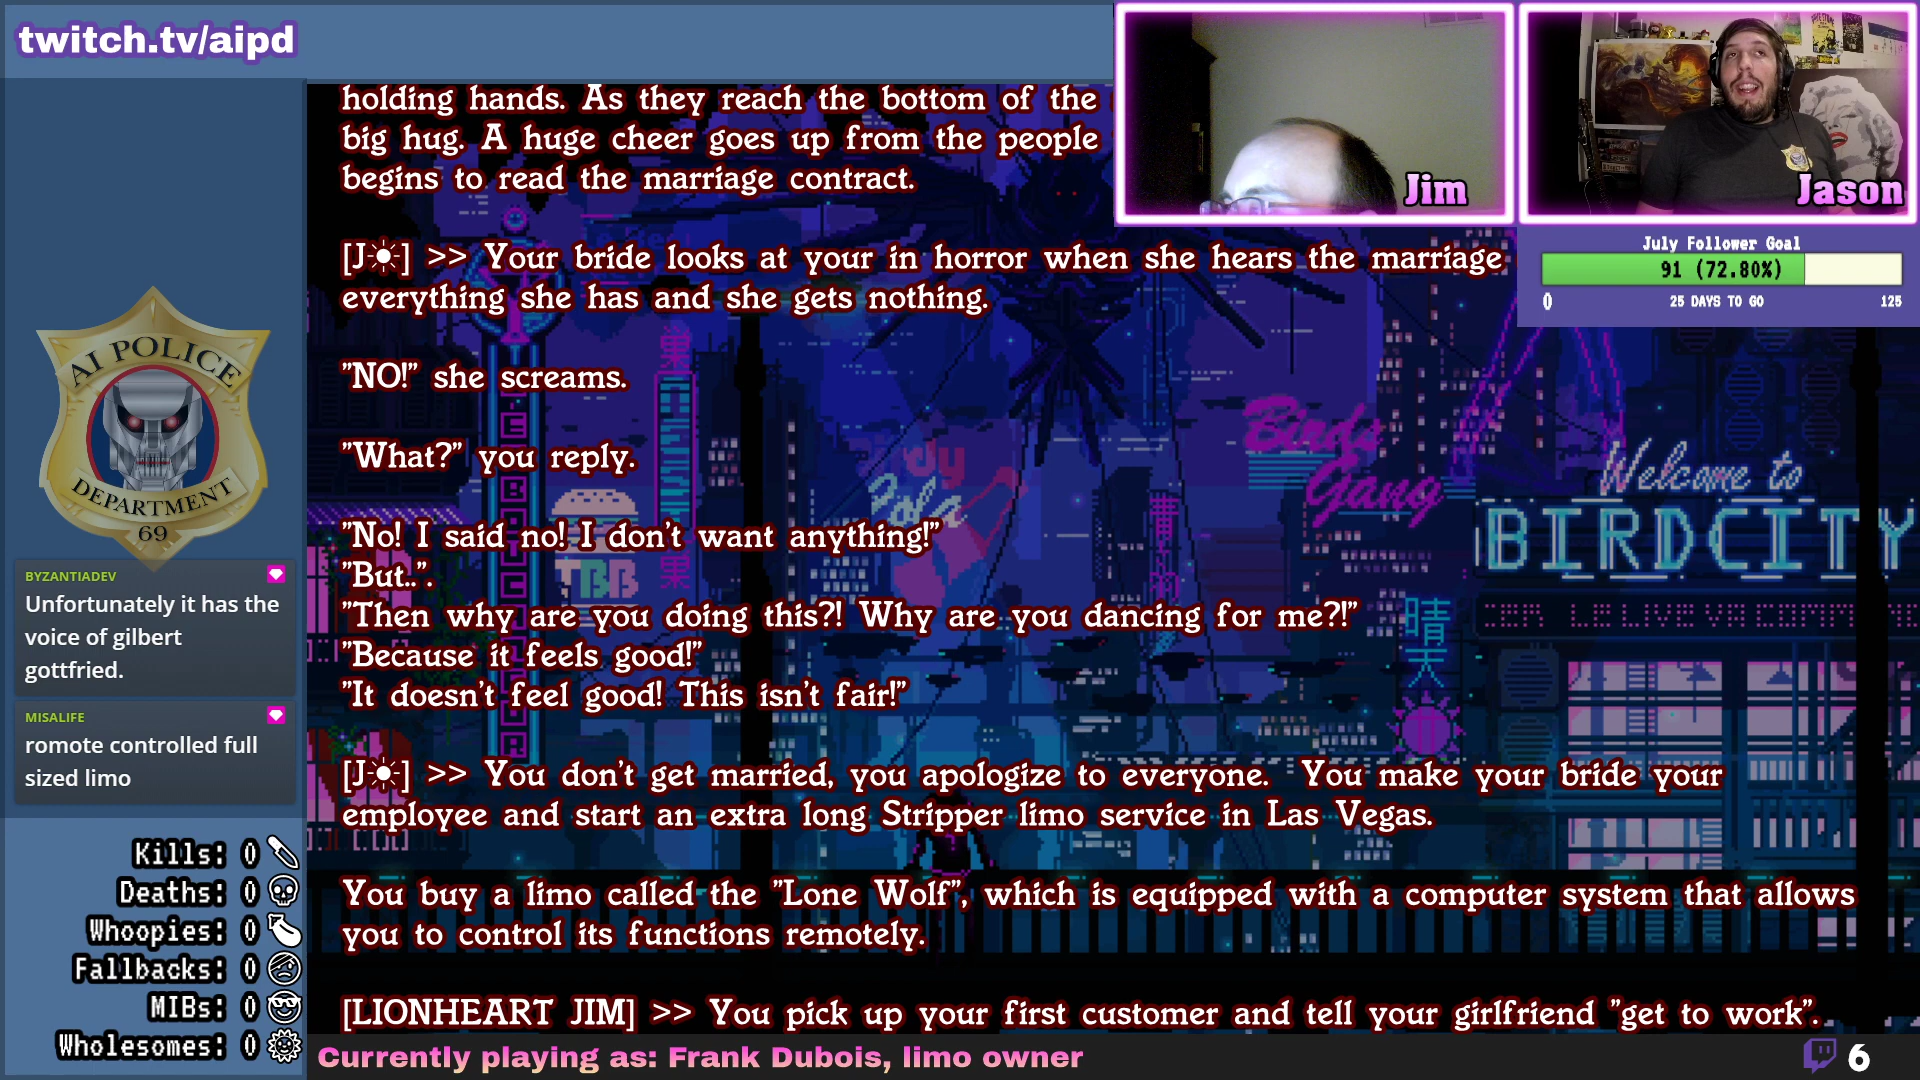 twitch.tv/aipd
holding hands. As they reach the bottom of the
big hug. A huge cheer goes up from the people
begins to read the marriage contract.
[J☀] >> Your bride looks at your in horror when she hears the marriage
everything she has and she gets nothing.
"NO!" she screams.
"What?" you reply.
"No! I said no! I don't want anything!"
"But..".
"Then why are you doing this?! Why are you dancing for me?!"
"Because it feels good!"
"It doesn't feel good! This isn't fair!"
[J☀] >> You don't get married, you apologize to everyone. You make your bride your
employee and start an extra long Stripper limo service in Las Vegas.
You buy a limo called the "Lone Wolf", which is equipped with a computer system that allows
you to control its functions remotely.
[LIONHEART JIM] >> You pick up your first customer and tell your girlfriend "get to work".
Jim
Jason
July Follower Goal
91 (72.80%)
0 25 DAYS TO GO 125
AI POLICE
DEPARTMENT
69
BYZANTIADEV
Unfortunately it has the
voice of gilbert
gottfried.
MISALIFE
romote controlled full
sized limo
Kills: 0
Deaths: 0
Whoopies: 0
Fallbacks: 0
MIBs: 0
Wholesomes: 0
Birds
Gang
Welcome to
BIRDCITY
晴
天
TBB
Currently playing as: Frank Dubois, limo owner
6